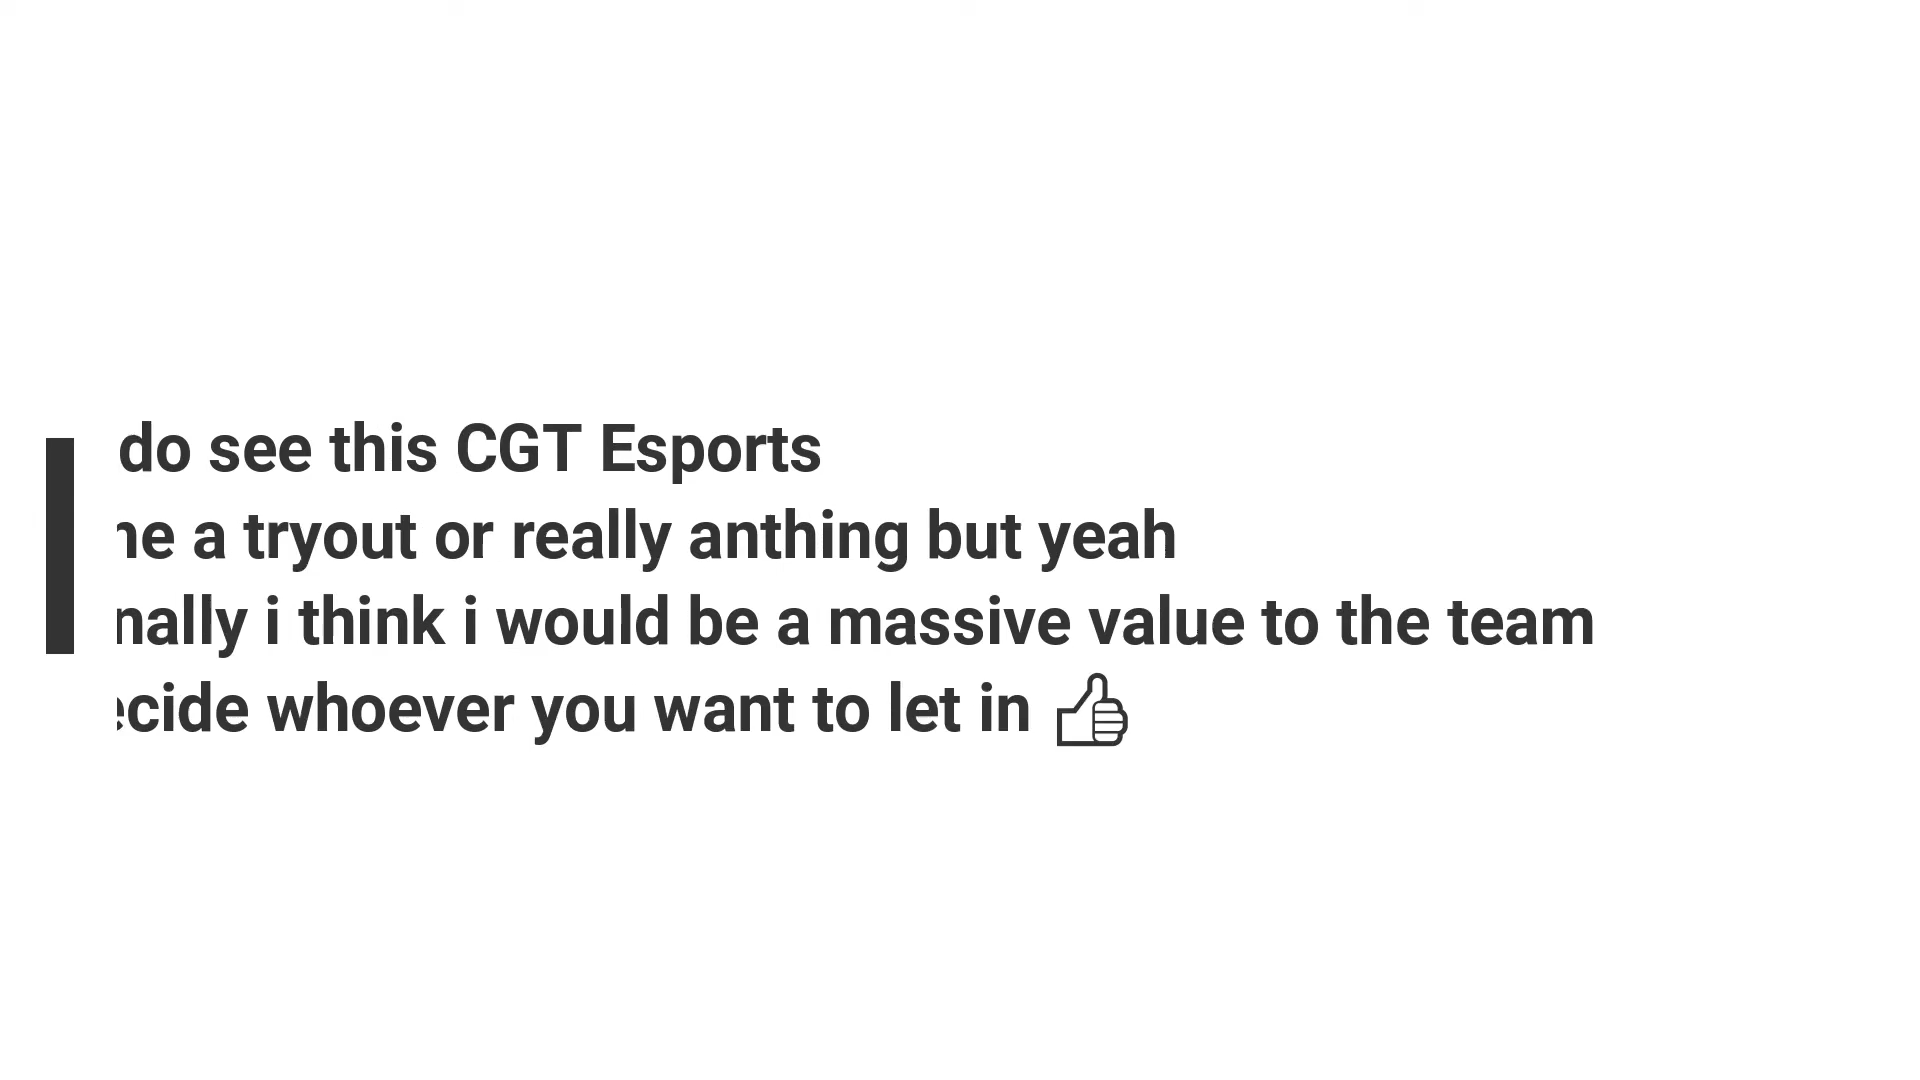 do see this CGT Esports
a tryout or really anthing but yeah
i think i would be a massive value to the team
whoever you want to let in 👍